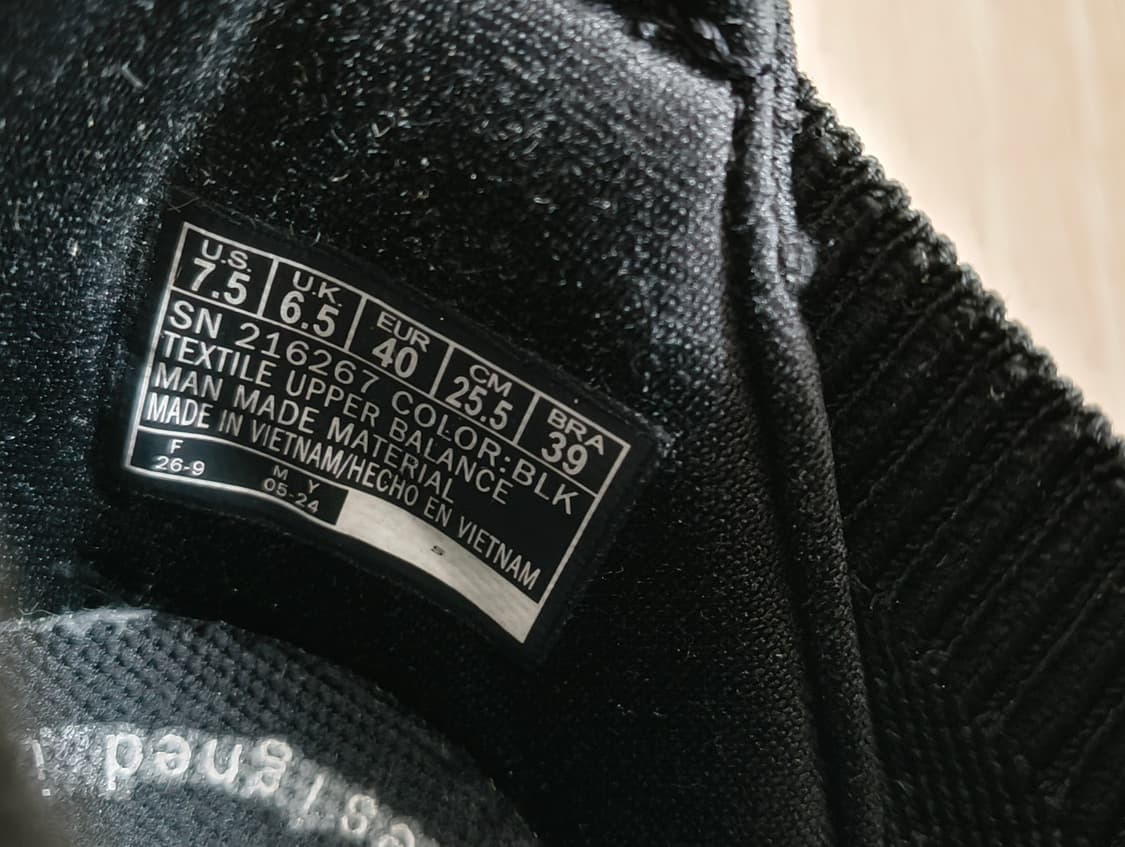 U.S. U.K. EUR CM BRA
7.5 6.5 40 25.5 39
SN 216267 COLOR:BLK
TEXTILE UPPER BALANCE
MAN MADE MATERIAL
MADE IN VIETNAM/HECHO EN VIETNAM
F M Y
26-9 05-24
S
signed i